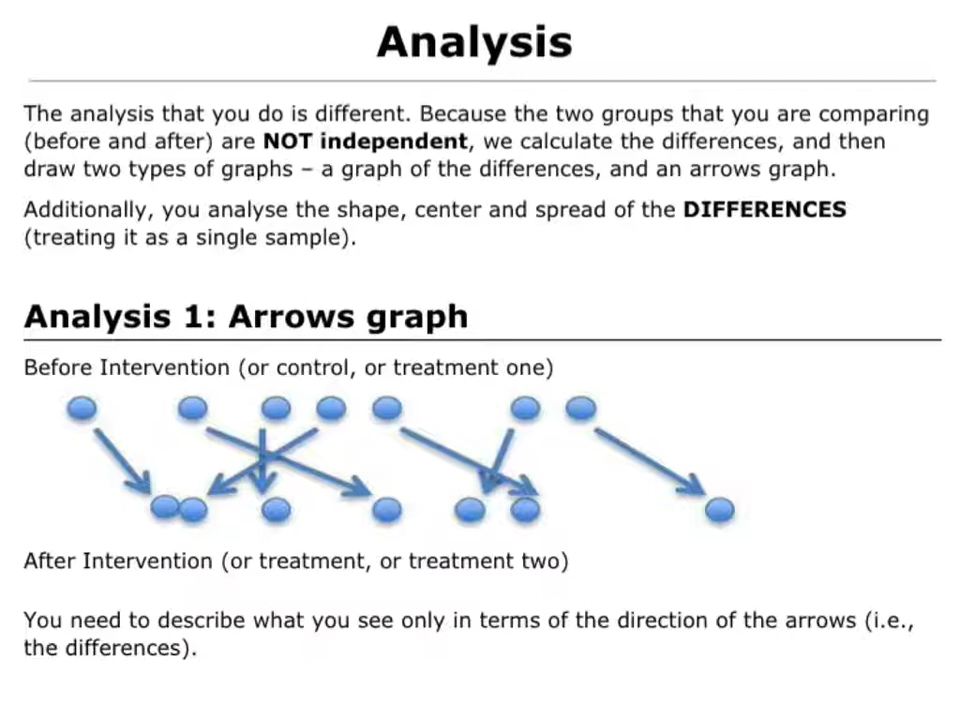 Analysis
The analysis that you do is different. Because the two groups that you are comparing
(before and after) are NOT independent, we calculate the differences, and then
draw two types of graphs – a graph of the differences, and an arrows graph.
Additionally, you analyse the shape, center and spread of the DIFFERENCES
(treating it as a single sample).
Analysis 1: Arrows graph
Before Intervention (or control, or treatment one)
After Intervention (or treatment, or treatment two)
You need to describe what you see only in terms of the direction of the arrows (i.e.,
the differences).